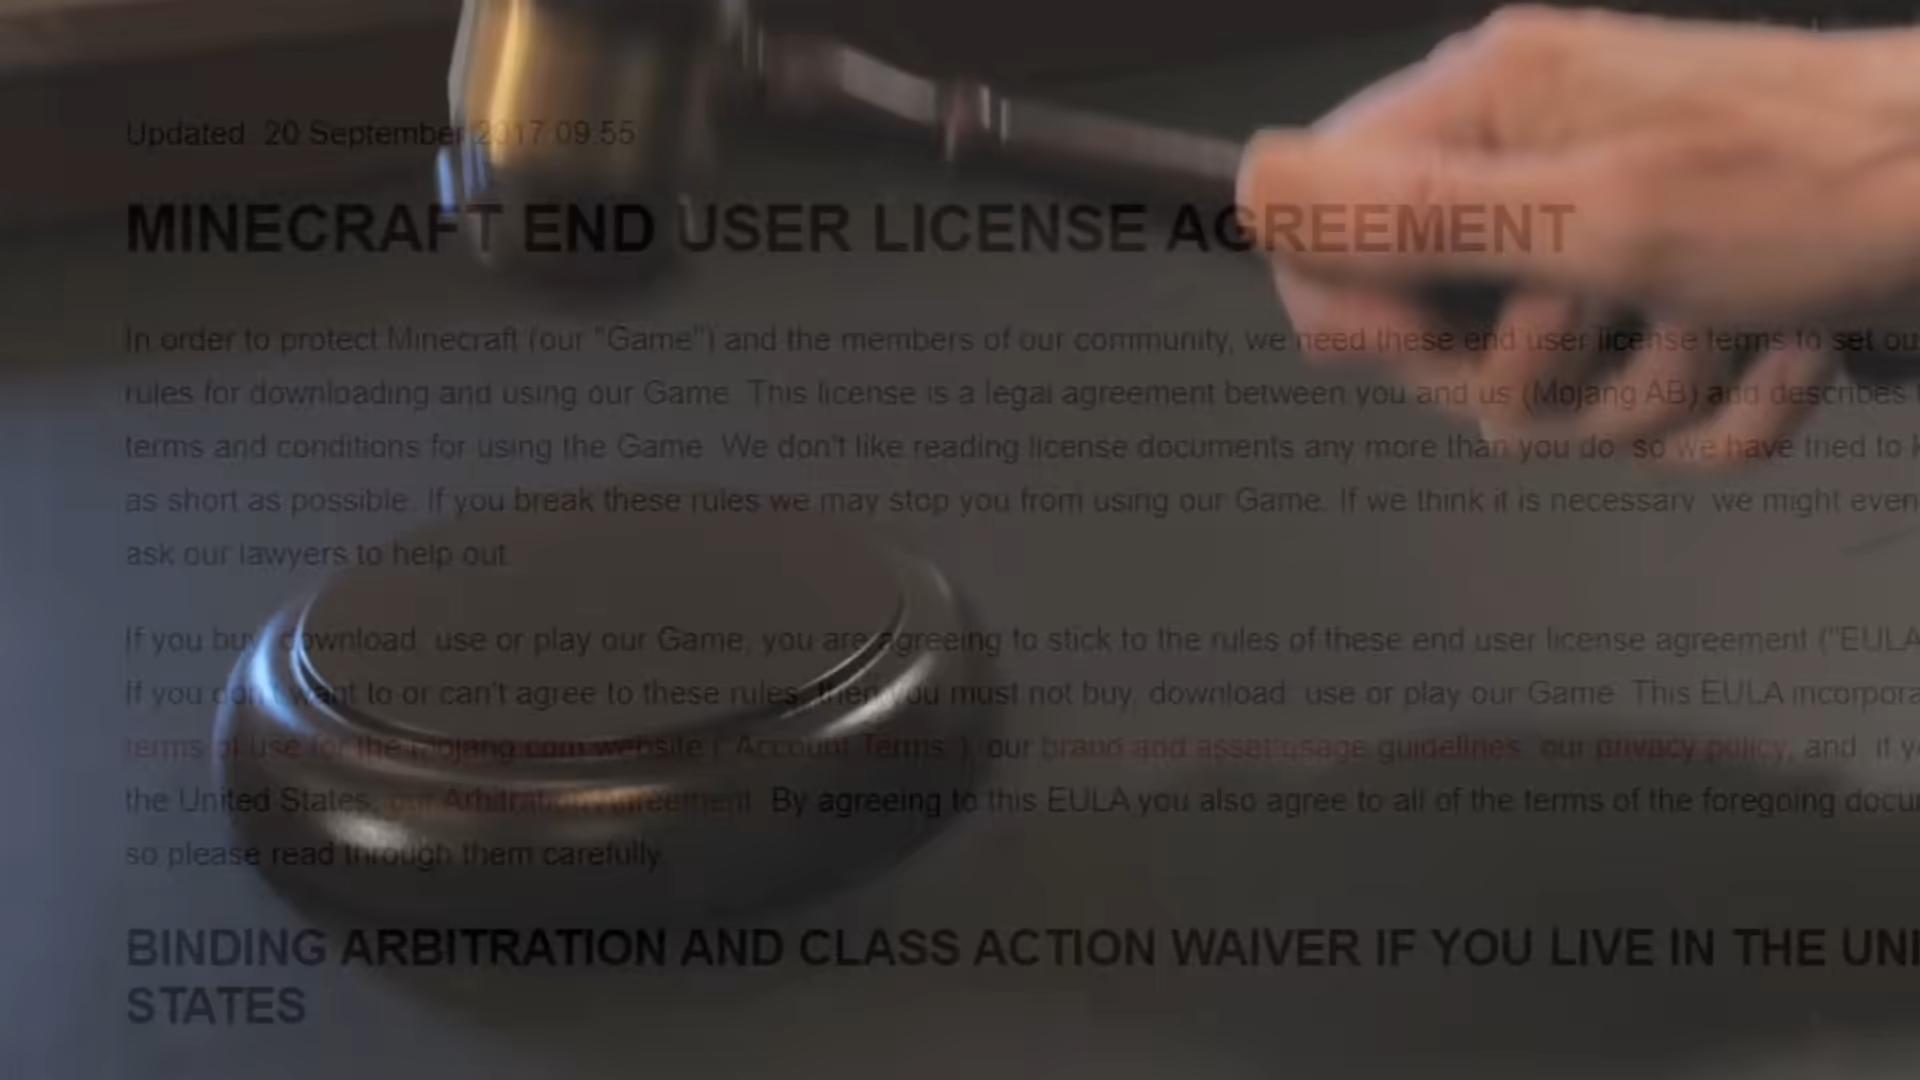 Updated 20 September 2017 09:55
MINECRAFT END USER LICENSE AGREEMENT
In order to protect Minecraft (our "Game") and the members of our community, we need these end user license terms to set ou
rules for downloading and using our Game. This license is a legal agreement between you and us (Mojang AB) and describes
terms and conditions for using the Game. We don't like reading license documents any more than you do, so we have tried to
as short as possible. If you break these rules we may stop you from using our Game. If we think it is necessary, we might even
ask our lawyers to help out.
If you buy, download, use or play our Game, you are agreeing to stick to the rules of these end user license agreement ("EULA
If you don't want to or can't agree to these rules, then you must not buy, download, use or play our Game. This EULA incorpora
terms of use for the Mojang.com website ("Account Terms"), our brand and asset usage guidelines, our privacy policy, and, if
the United States, our Arbitration Agreement. By agreeing to this EULA you also agree to all of the terms of the foregoing docu
so please read through them carefully.
BINDING ARBITRATION AND CLASS ACTION WAIVER IF YOU LIVE IN THE UNI
STATES